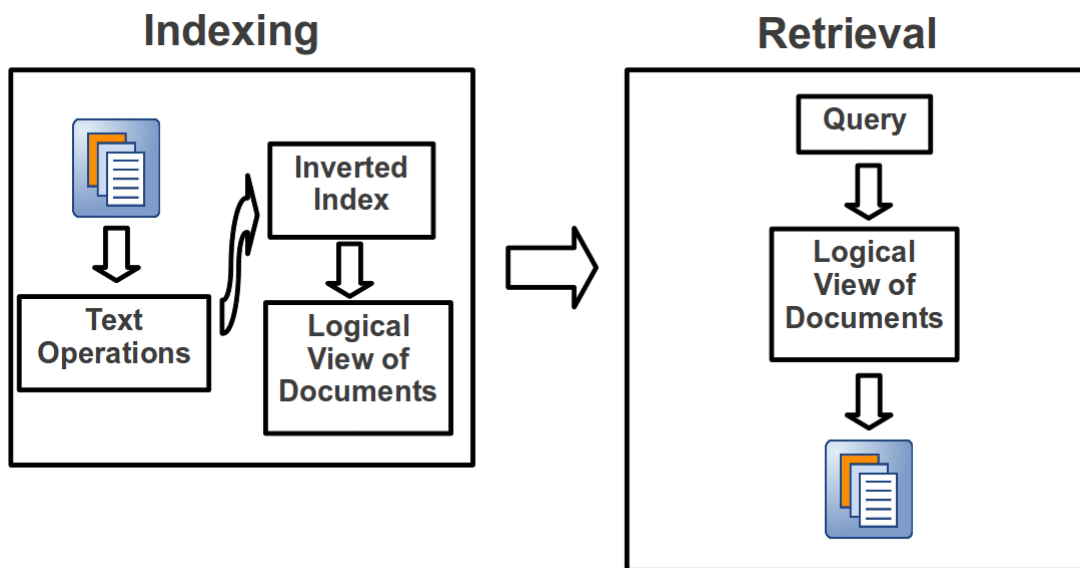 Indexing
Text
Operations
Inverted
Index
Logical
View of
Documents
Retrieval
Query
Logical
View of
Documents